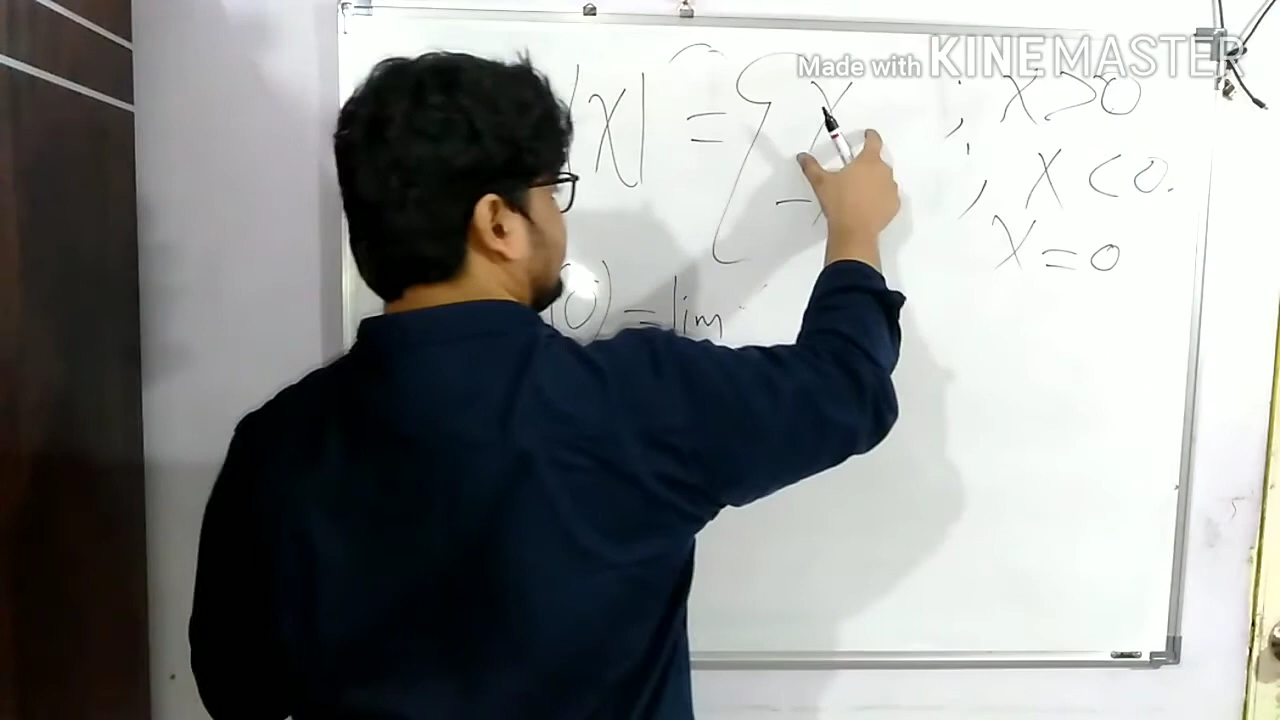 Made with KINEMASTER
|x| = { x ; x>0
-x , x<0.
x=0
(0) = lim